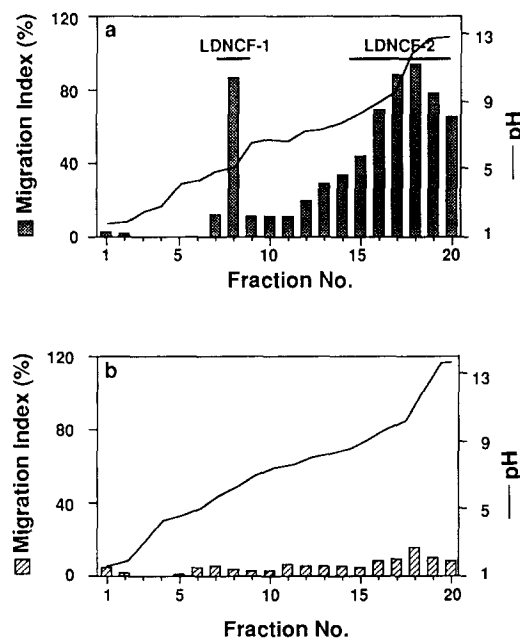 a
LDNCF-1
LDNCF-2
120
80
40
0
Migration Index (%)
13
9
5
1
pH
1
5
10
15
20
Fraction No.
b
120
80
40
0
Migration Index (%)
13
9
5
1
pH
1
5
10
15
20
Fraction No.